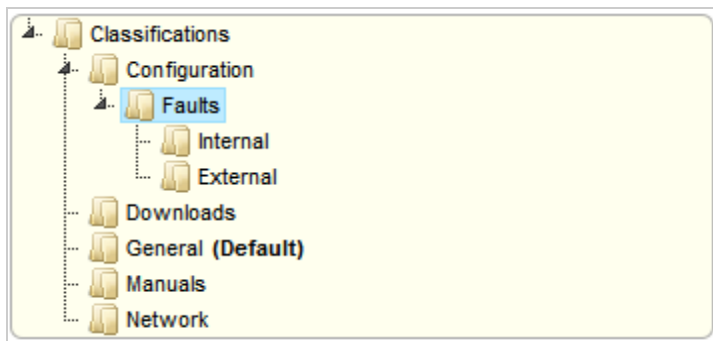 Classifications
Configuration
Faults
Internal
External
Downloads
General (Default)
Manuals
Network